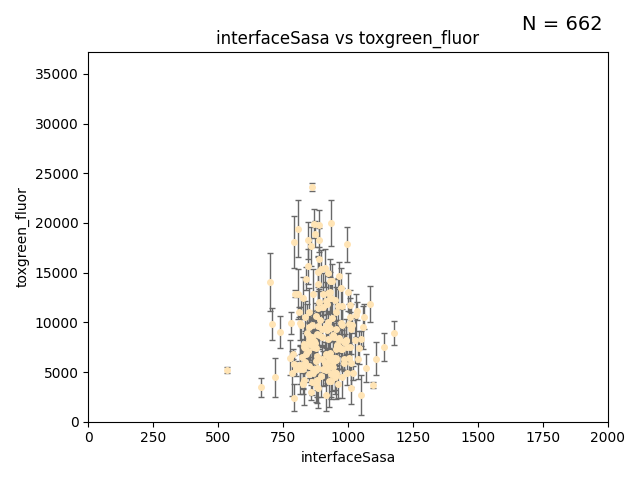 N = 662
interfaceSasa vs toxgreen_fluor
35000
30000
25000
20000
15000
10000
5000
0
toxgreen_fluor
0 250 500 750 1000 1250 1500 1750 2000
interfaceSasa